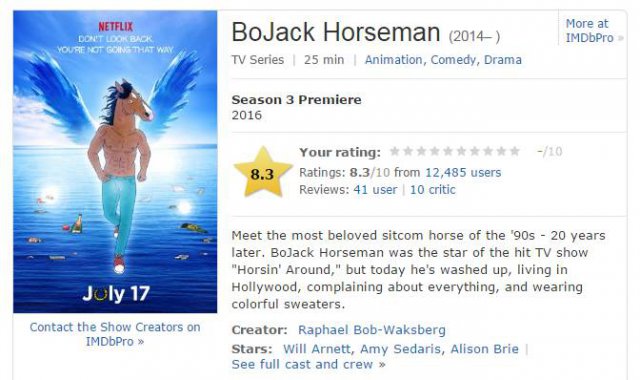 NETFLIX
DON'T LOOK BACK.
YOU'RE NOT GOING THAT WAY.
July 17
Contact the Show Creators on
IMDbPro »
BoJack Horseman (2014– )
More at
IMDbPro »
TV Series | 25 min | Animation, Comedy, Drama
Season 3 Premiere
2016
8.3
Your rating: -/10
Ratings: 8.3/10 from 12,485 users
Reviews: 41 user | 10 critic
Meet the most beloved sitcom horse of the '90s - 20 years
later. BoJack Horseman was the star of the hit TV show
"Horsin' Around," but today he's washed up, living in
Hollywood, complaining about everything, and wearing
colorful sweaters.
Creator: Raphael Bob-Waksberg
Stars: Will Arnett, Amy Sedaris, Alison Brie |
See full cast and crew »